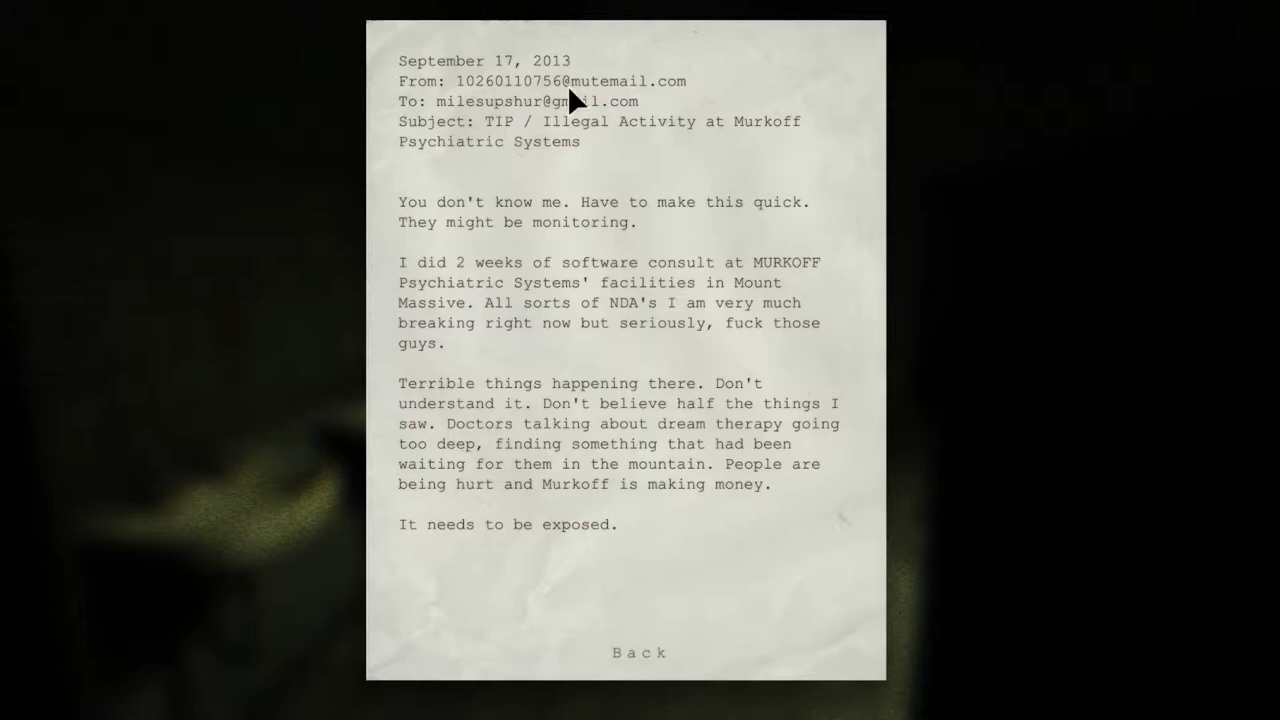 September 17, 2013
From: 10260110756@mutemail.com
To: milesupshur@gmail.com
Subject: TIP / Illegal Activity at Murkoff
Psychiatric Systems
You don't know me. Have to make this quick.
They might be monitoring.
I did 2 weeks of software consult at MURKOFF
Psychiatric Systems' facilities in Mount
Massive. All sorts of NDA's I am very much
breaking right now but seriously, fuck those
guys.
Terrible things happening there. Don't
understand it. Don't believe half the things I
saw. Doctors talking about dream therapy going
too deep, finding something that had been
waiting for them in the mountain. People are
being hurt and Murkoff is making money.
It needs to be exposed.
Back